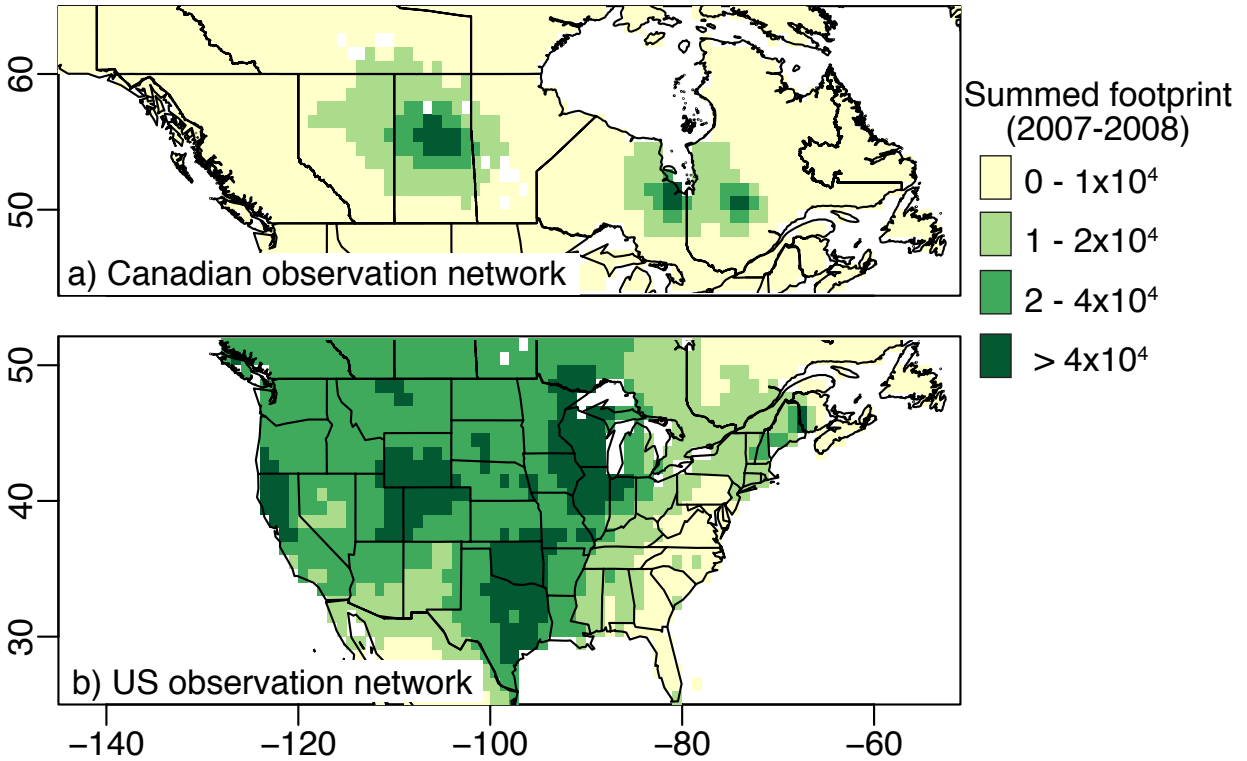 60
50
a) Canadian observation network
Summed footprint
(2007-2008)
0 - 1x10⁴
1 - 2x10⁴
2 - 4x10⁴
> 4x10⁴
50
40
30
b) US observation network
−140
−120
−100
−80
−60